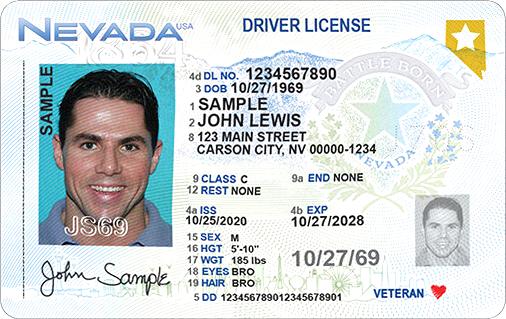 NEVADA USA
DRIVER LICENSE
SAMPLE
4d DL NO. 1234567890
3 DOB 10/27/1969
1 SAMPLE
2 JOHN LEWIS
8 123 MAIN STREET
CARSON CITY, NV 00000-1234
BATTLE BORN
NEVADA
9 CLASS C
9a END NONE
12 REST NONE
4a ISS
10/25/2020
4b EXP
10/27/2028
JS69
15 SEX M
16 HGT 5'-10"
17 WGT 185 lbs
18 EYES BRO
19 HAIR BRO
10/27/69
5 DD 12345678901234567 8901
John Sample
VETERAN